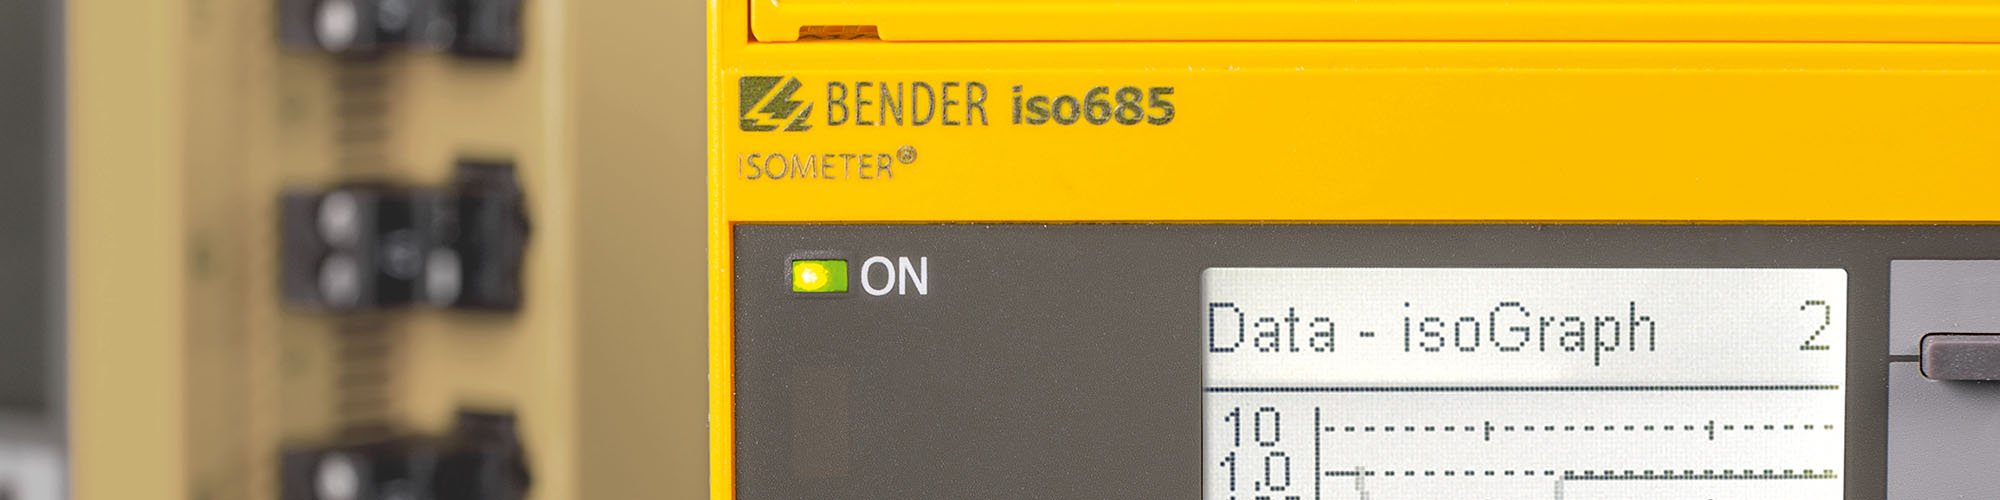 BENDER iso685
ISOMETER®
ON
Data - isoGraph 2
10
1.0